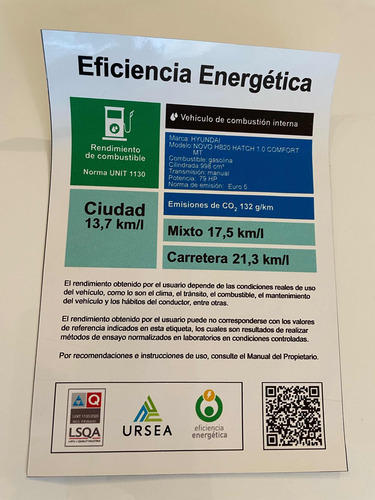 Eficiencia Energética
Rendimiento
de combustible
Norma UNIT 1130
Vehículo de combustión interna
Marca: HYUNDAI
Modelo: NOVO HB20 HATCH 1.0 COMFORT
MT
Combustible: gasolina
Cilindrada 998 cm³
Transmisión: manual
Potencia: 79 HP
Norma de emisión: Euro 5
Emisiones de CO₂ 132 g/km
Ciudad
13,7 km/l
Mixto 17,5 km/l
Carretera 21,3 km/l
El rendimiento obtenido por el usuario depende de las condiciones reales de uso
del vehículo, como lo son el clima, el tránsito, el combustible, el mantenimiento
del vehículo y los hábitos del conductor, entre otras.
El rendimiento obtenido por el usuario puede no corresponderse con los valores
de referencia indicados en esta etiqueta, los cuales son resultados de realizar
métodos de ensayo normalizados en laboratorios en condiciones controladas.
Por recomendaciones e instrucciones de uso, consulte el Manual del Propietario.
LSQA
URSEA
eficiencia
energética